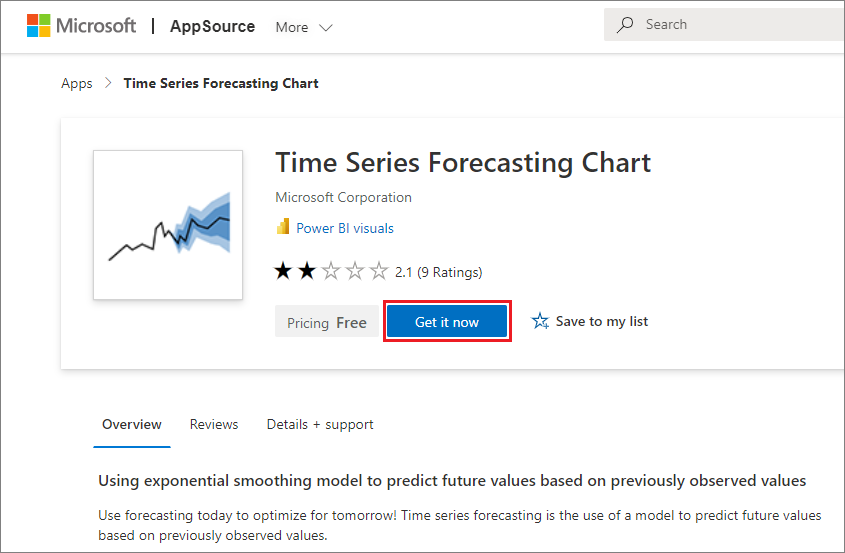 Microsoft | AppSource More Search
Apps > Time Series Forecasting Chart
Time Series Forecasting Chart
Microsoft Corporation
Power BI visuals
2.1 (9 Ratings)
Pricing Free Get it now Save to my list
Overview Reviews Details + support
Using exponential smoothing model to predict future values based on previously observed values
Use forecasting today to optimize for tomorrow! Time series forecasting is the use of a model to predict future values
based on previously observed values.